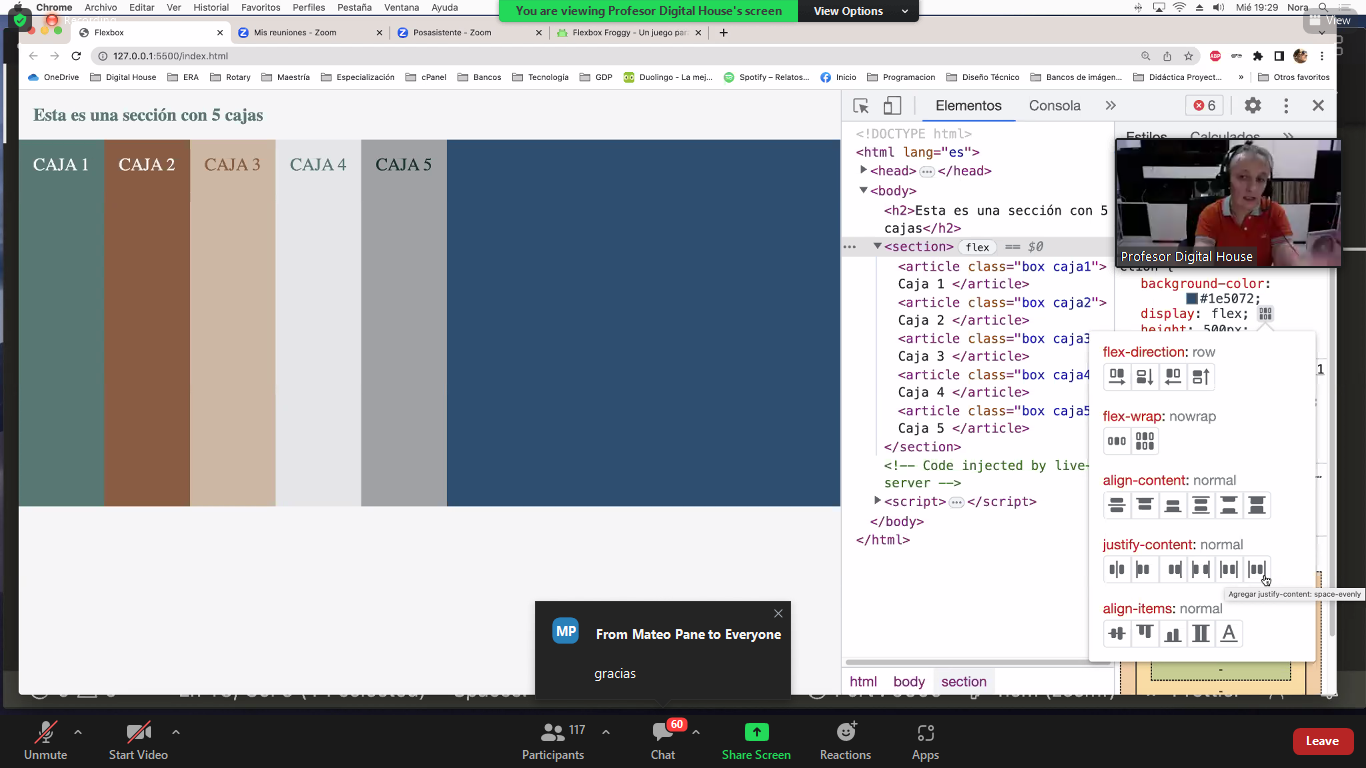 Chrome Archivo Editar Ver Historial Favoritos Perfiles Pestaña Ventana Ayuda
You are viewing Profesor Digital House's screen
View Options
Mié 19:29 Nora
Recording
View
Flexbox
Mis reuniones - Zoom
Posasistente - Zoom
Flexbox Froggy - Un juego par
127.0.0.1:5500/index.html
OneDrive Digital House ERA Rotary Maestría Especialización cPanel Bancos Tecnología GDP Duolingo - La mej... Spotify – Relatos... Inicio Programacion Diseño Técnico Bancos de imágen... Didáctica Proyect... » Otros favoritos
Esta es una sección con 5 cajas
CAJA 1
CAJA 2
CAJA 3
CAJA 4
CAJA 5
Elementos
Consola
»
6
<!DOCTYPE html>
<html lang="es">
<head> ... </head>
<body>
<h2>Esta es una sección con 5
cajas</h2>
<section> flex == $0
<article class="box caja1">
Caja 1 </article>
<article class="box caja2">
Caja 2 </article>
<article class="box caja3
Caja 3 </article>
<article class="box caja4
Caja 4 </article>
<article class="box caja5
Caja 5 </article>
</section>
<!-- Code injected by live-
server -->
<script> ... </script>
</body>
</html>
html body section
Estilos Calculados »
Profesor Digital House
background-color:
#1e5072;
display: flex;
height: 500px;
flex-direction: row
flex-wrap: nowrap
align-content: normal
justify-content: normal
Agregar justify-content: space-evenly
align-items: normal
MP
From Mateo Pane to Everyone
gracias
Unmute
Start Video
Participants
117
Chat
60
Share Screen
Reactions
Apps
Leave